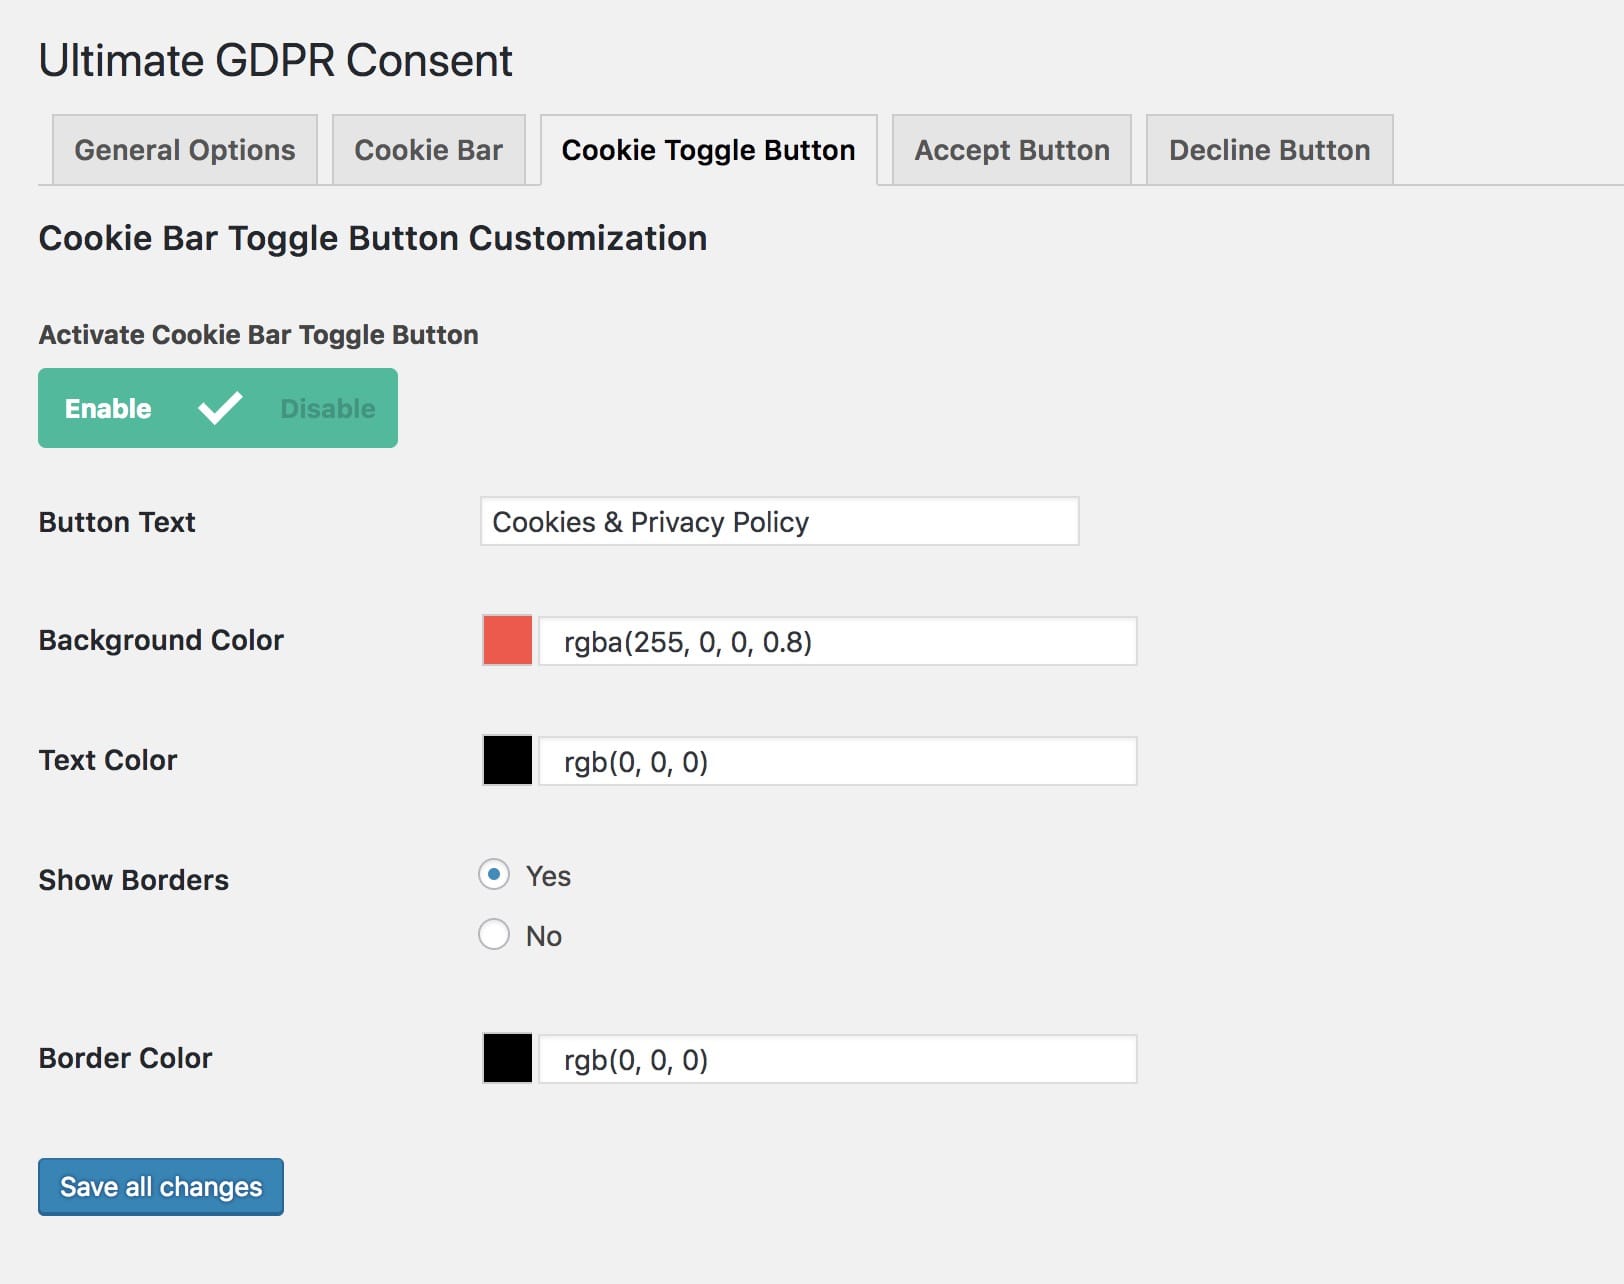 Ultimate GDPR Consent
General Options Cookie Bar Cookie Toggle Button Accept Button Decline Button
Cookie Bar Toggle Button Customization
Activate Cookie Bar Toggle Button
Enable Disable
Button Text Cookies & Privacy Policy
Background Color rgba(255, 0, 0, 0.8)
Text Color rgb(0, 0, 0)
Show Borders Yes
No
Border Color rgb(0, 0, 0)
Save all changes